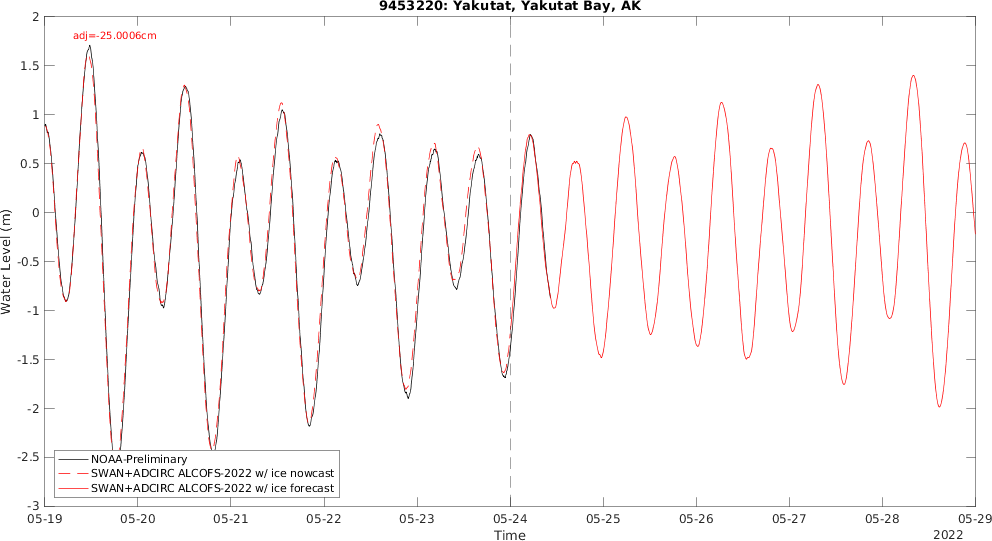 9453220: Yakutat, Yakutat Bay, AK
adj=-25.0006cm
2
1.5
1
0.5
0
-0.5
-1
-1.5
-2
-2.5
-3
Water Level (m)
NOAA-Preliminary
SWAN+ADCIRC ALCOFS-2022 w/ ice nowcast
SWAN+ADCIRC ALCOFS-2022 w/ ice forecast
05-19 05-20 05-21 05-22 05-23 05-24 05-25 05-26 05-27 05-28 05-29
Time
2022